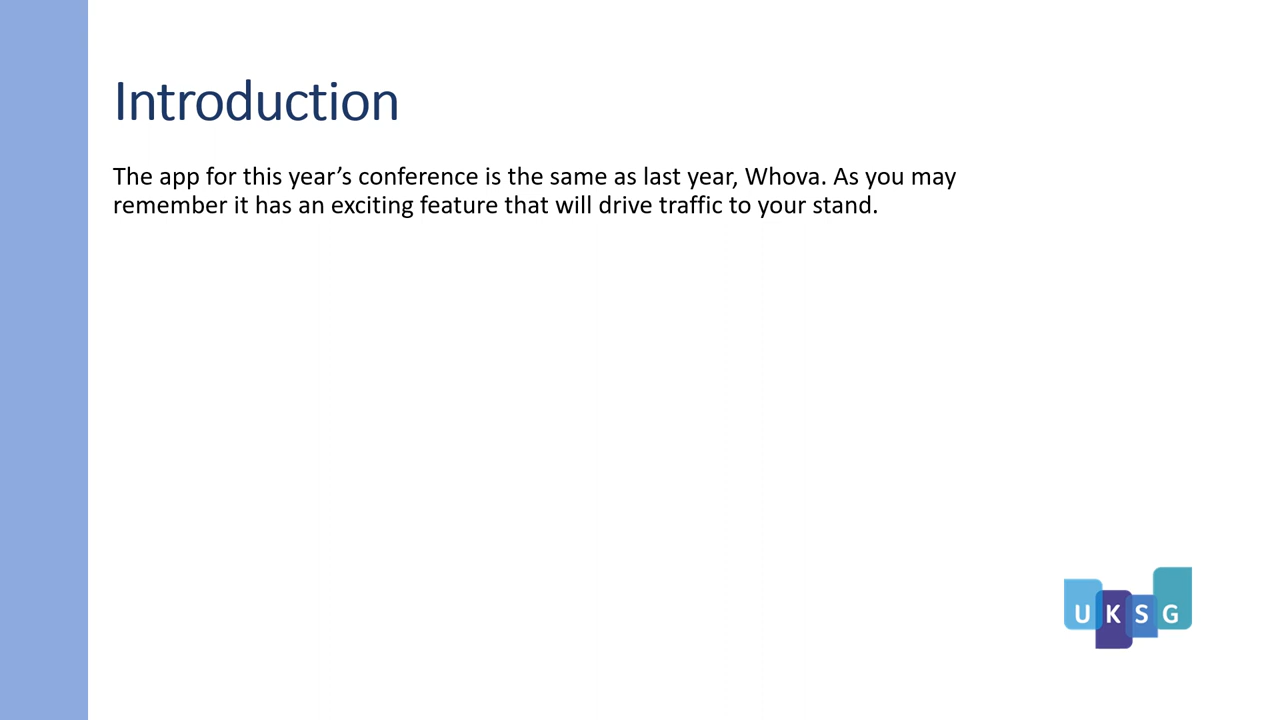 Introduction
The app for this year’s conference is the same as last year, Whova. As you may
remember it has an exciting feature that will drive traffic to your stand.
UKSG